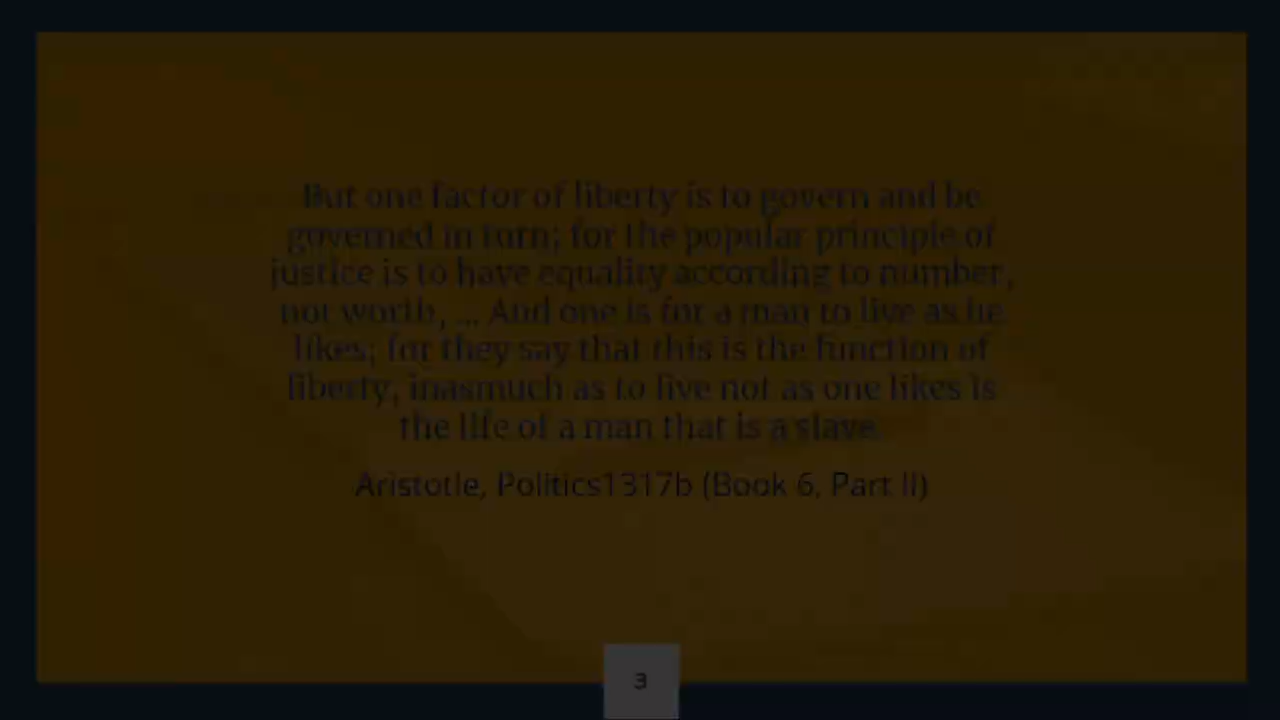 But one factor of liberty is to govern and be
governed in turn; for the popular principle of
justice is to have equality according to number,
not worth, ... And one is for a man to live as he
likes; for they say that this is the function of
liberty, inasmuch as to live not as one likes is
the life of a man that is a slave.
Aristotle, Politics1317b (Book 6, Part II)
3